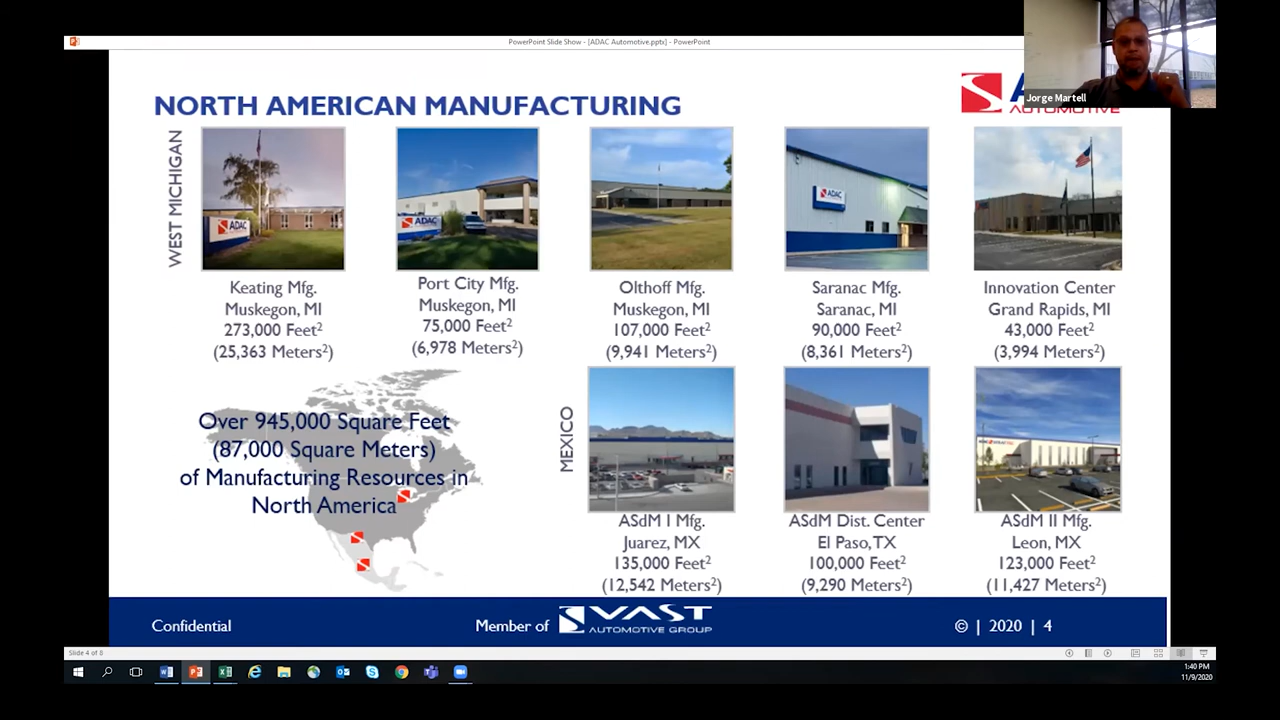 PowerPoint Slide Show - [ADAC Automotive.pptx] - PowerPoint
Jorge Martell
NORTH AMERICAN MANUFACTURING
AUTOMOTIVE
WEST MICHIGAN
ADAC
ADAC
ADAC
Keating Mfg.
Muskegon, MI
273,000 Feet²
(25,363 Meters²)
Port City Mfg.
Muskegon, MI
75,000 Feet²
(6,978 Meters²)
Olthoff Mfg.
Muskegon, MI
107,000 Feet²
(9,941 Meters²)
Saranac Mfg.
Saranac, MI
90,000 Feet²
(8,361 Meters²)
Innovation Center
Grand Rapids, MI
43,000 Feet²
(3,994 Meters²)
Over 945,000 Square Feet
(87,000 Square Meters)
of Manufacturing Resources in
North America
MEXICO
ASdM I Mfg.
Juarez, MX
135,000 Feet²
(12,542 Meters²)
ASdM Dist. Center
El Paso, TX
100,000 Feet²
(9,290 Meters²)
ASdM II Mfg.
Leon, MX
123,000 Feet²
(11,427 Meters²)
Confidential
Member of
VAST
AUTOMOTIVE GROUP
© | 2020 | 4
Slide 4 of 8
1:40 PM
11/9/2020